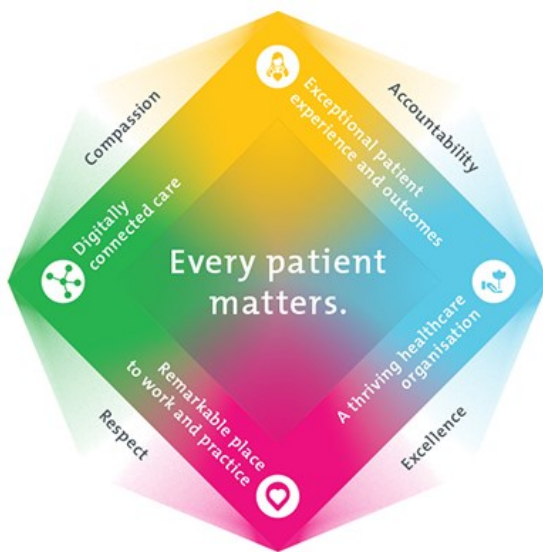 Compassion
Accountability
Exceptional patient
experience and outcomes
Digitally
connected care
Every patient
matters.
A thriving healthcare
organisation
Remarkable place
to work and practice
Respect
Excellence